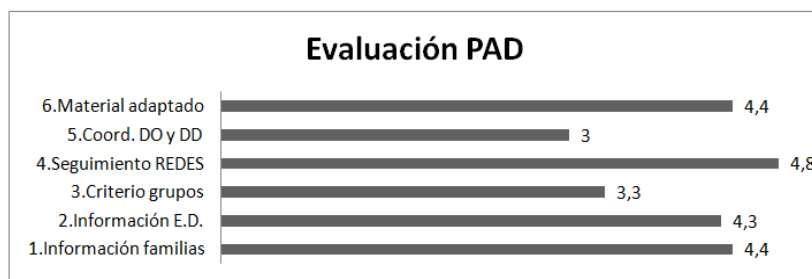 Evaluación PAD
6.Material adaptado 4,4
5.Coord. DO y DD 3
4.Seguimiento REDES 4,8
3.Criterio grupos 3,3
2.Información E.D. 4,3
1.Información familias 4,4